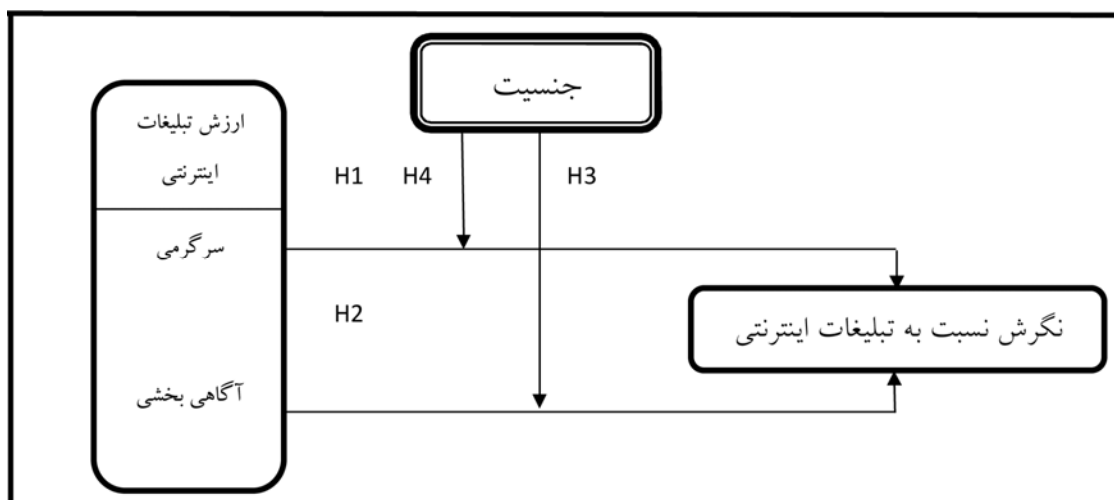 جنسیت
ارزش تبلیغات
اینترنتی
H1
H4
H3
سرگرمی
H2
نگرش نسبت به تبلیغات اینترنتی
آگاهی بخشی